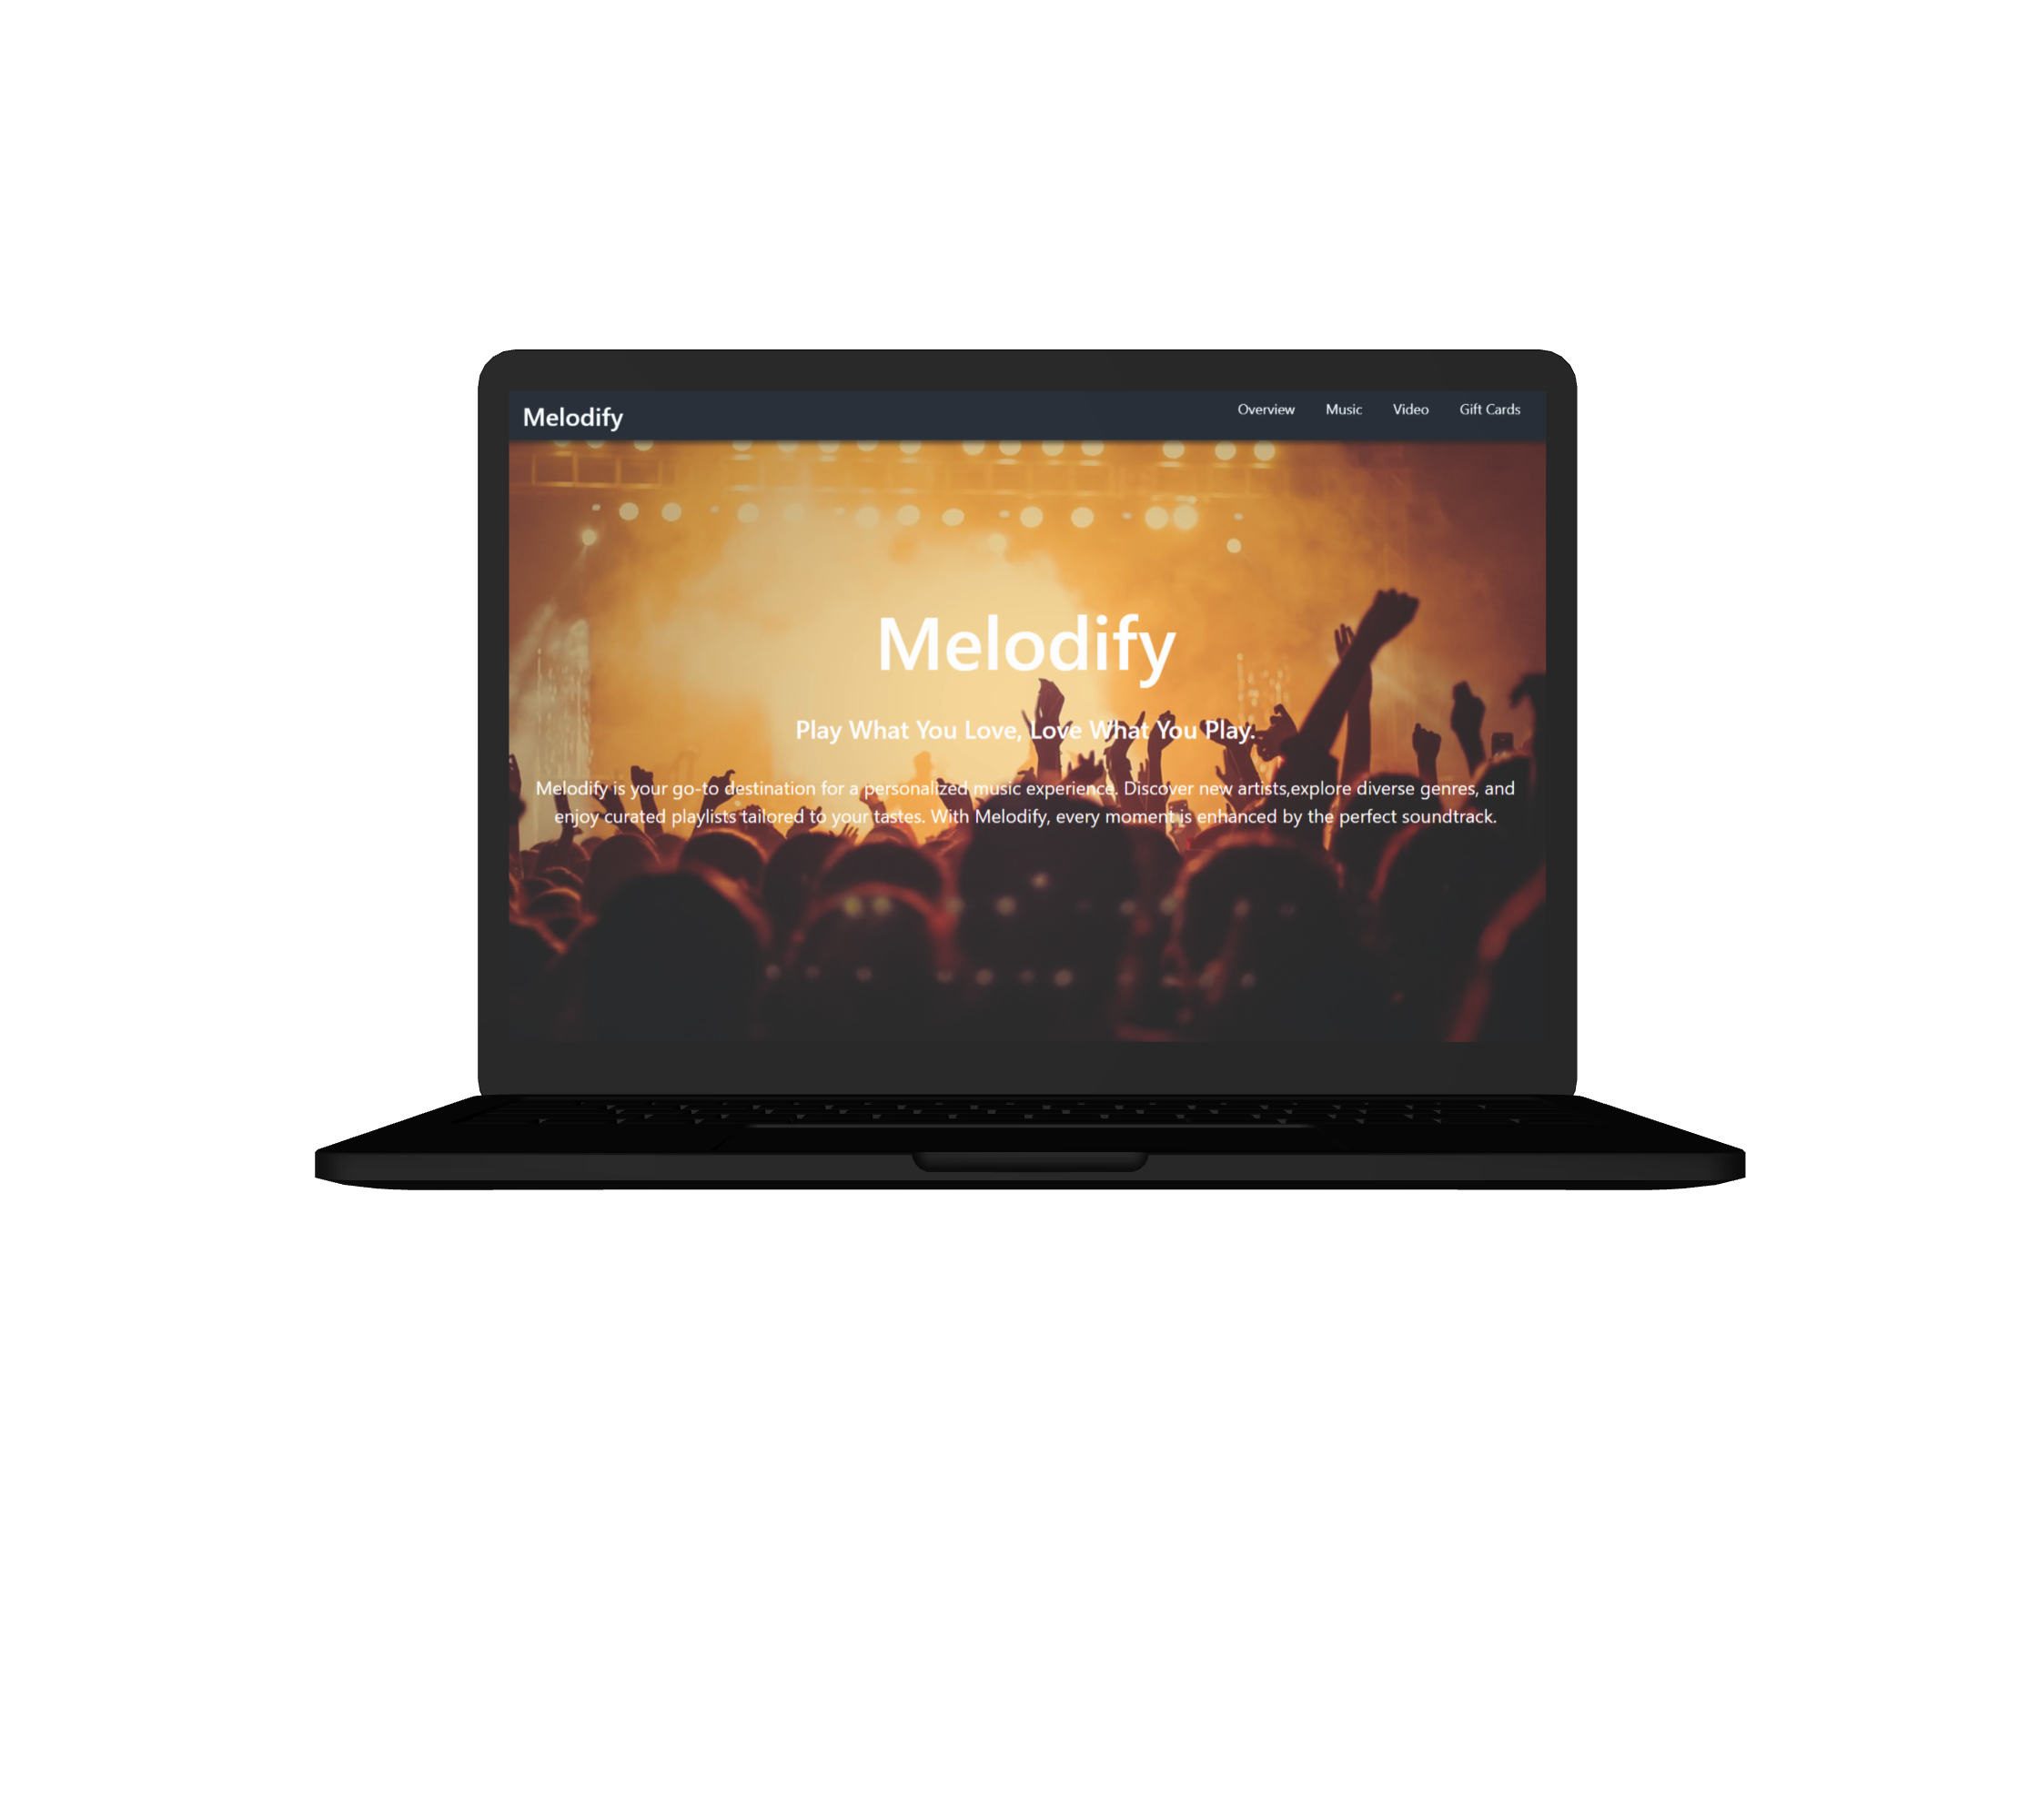 Melodify
Overview Music Video Gift Cards
Melodify
Play What You Love, Love What You Play.
Melodify is your go-to destination for a personalized music experience. Discover new artists,explore diverse genres, and
enjoy curated playlists tailored to your tastes. With Melodify, every moment is enhanced by the perfect soundtrack.